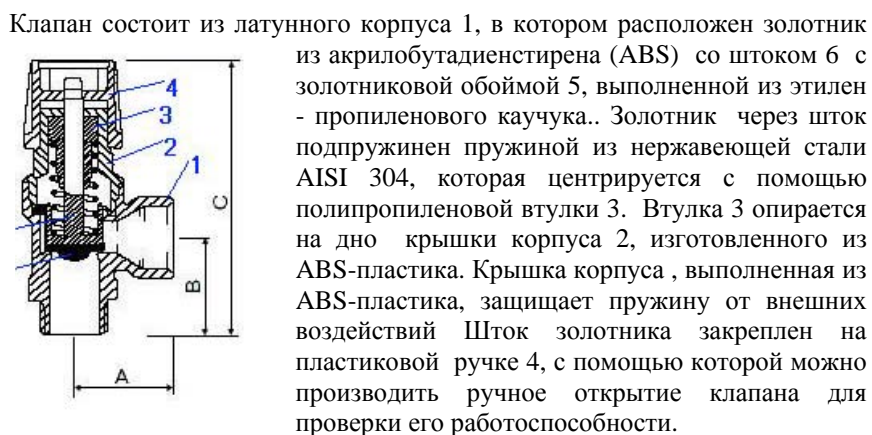 Клапан состоит из латунного корпуса 1, в котором расположен золотник
из акрилобутадиенстирена (ABS) со штоком 6 с
золотниковой обоймой 5, выполненной из этилен
- пропиленового каучука.. Золотник через шток
подпружинен пружиной из нержавеющей стали
AISI 304, которая центрируется с помощью
полипропиленовой втулки 3. Втулка 3 опирается
на дно крышки корпуса 2, изготовленного из
ABS-пластика. Крышка корпуса , выполненная из
ABS-пластика, защищает пружину от внешних
воздействий Шток золотника закреплен на
пластиковой ручке 4, с помощью которой можно
производить ручное открытие клапана для
проверки его работоспособности.
4
3
2
1
C
B
A